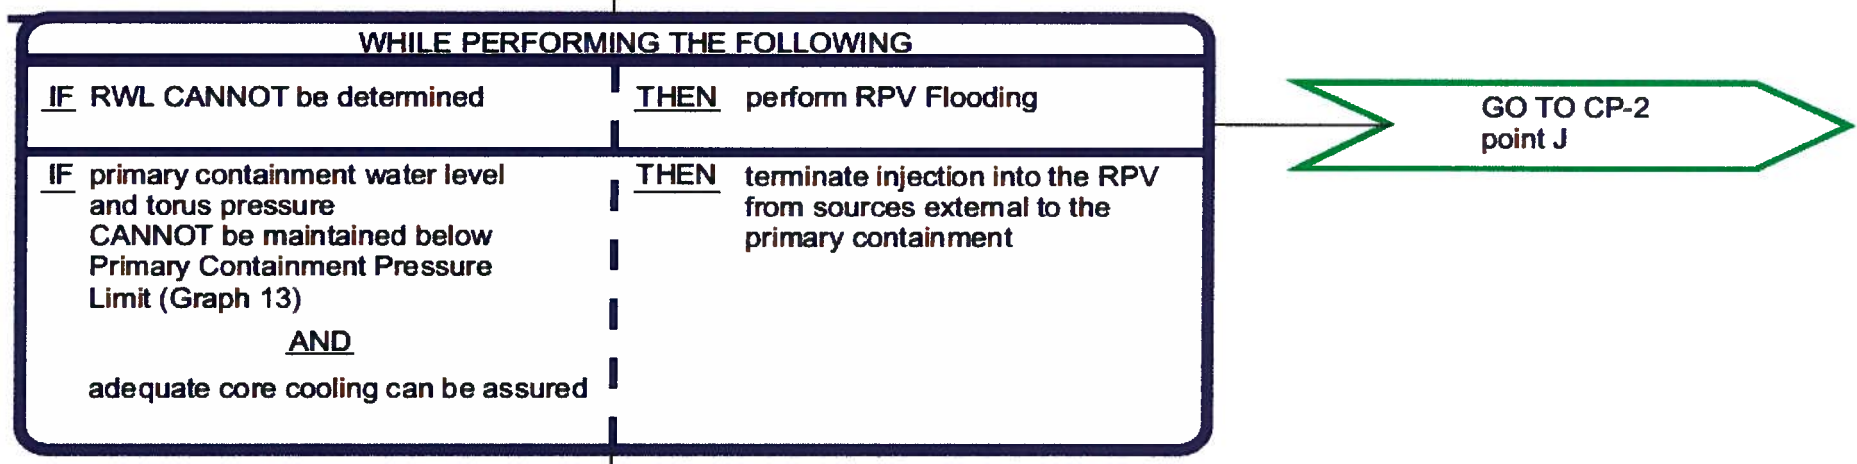 WHILE PERFORMING THE FOLLOWING
IF RWL CANNOT be determined
THEN perform RPV Flooding
GO TO CP-2
point J
IF primary containment water level
and torus pressure
CANNOT be maintained below
Primary Containment Pressure
Limit (Graph 13)
AND
adequate core cooling can be assured
THEN terminate injection into the RPV
from sources external to the
primary containment